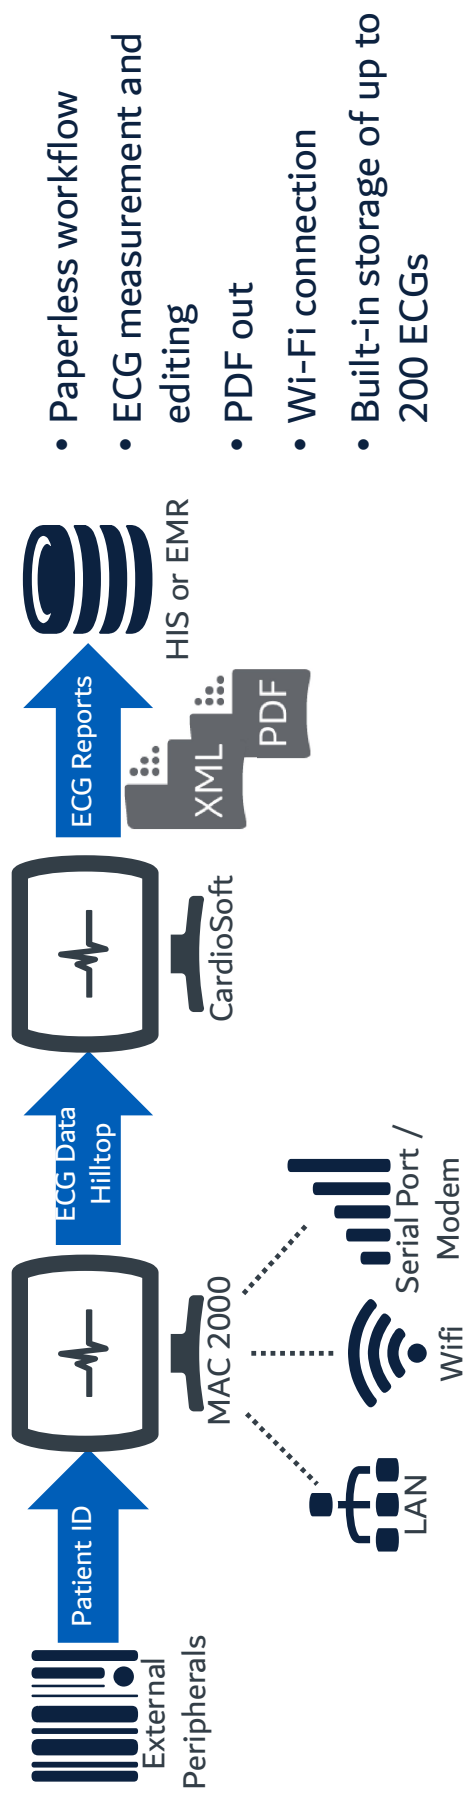 External
Peripherals
Patient ID
MAC 2000
LAN
Wifi
Serial Port /
Modem
ECG Data
Hilltop
CardioSoft
ECG Reports
XML
PDF
HIS or EMR
• Paperless workflow
• ECG measurement and
editing
• PDF out
• Wi-Fi connection
• Built-in storage of up to
200 ECGs